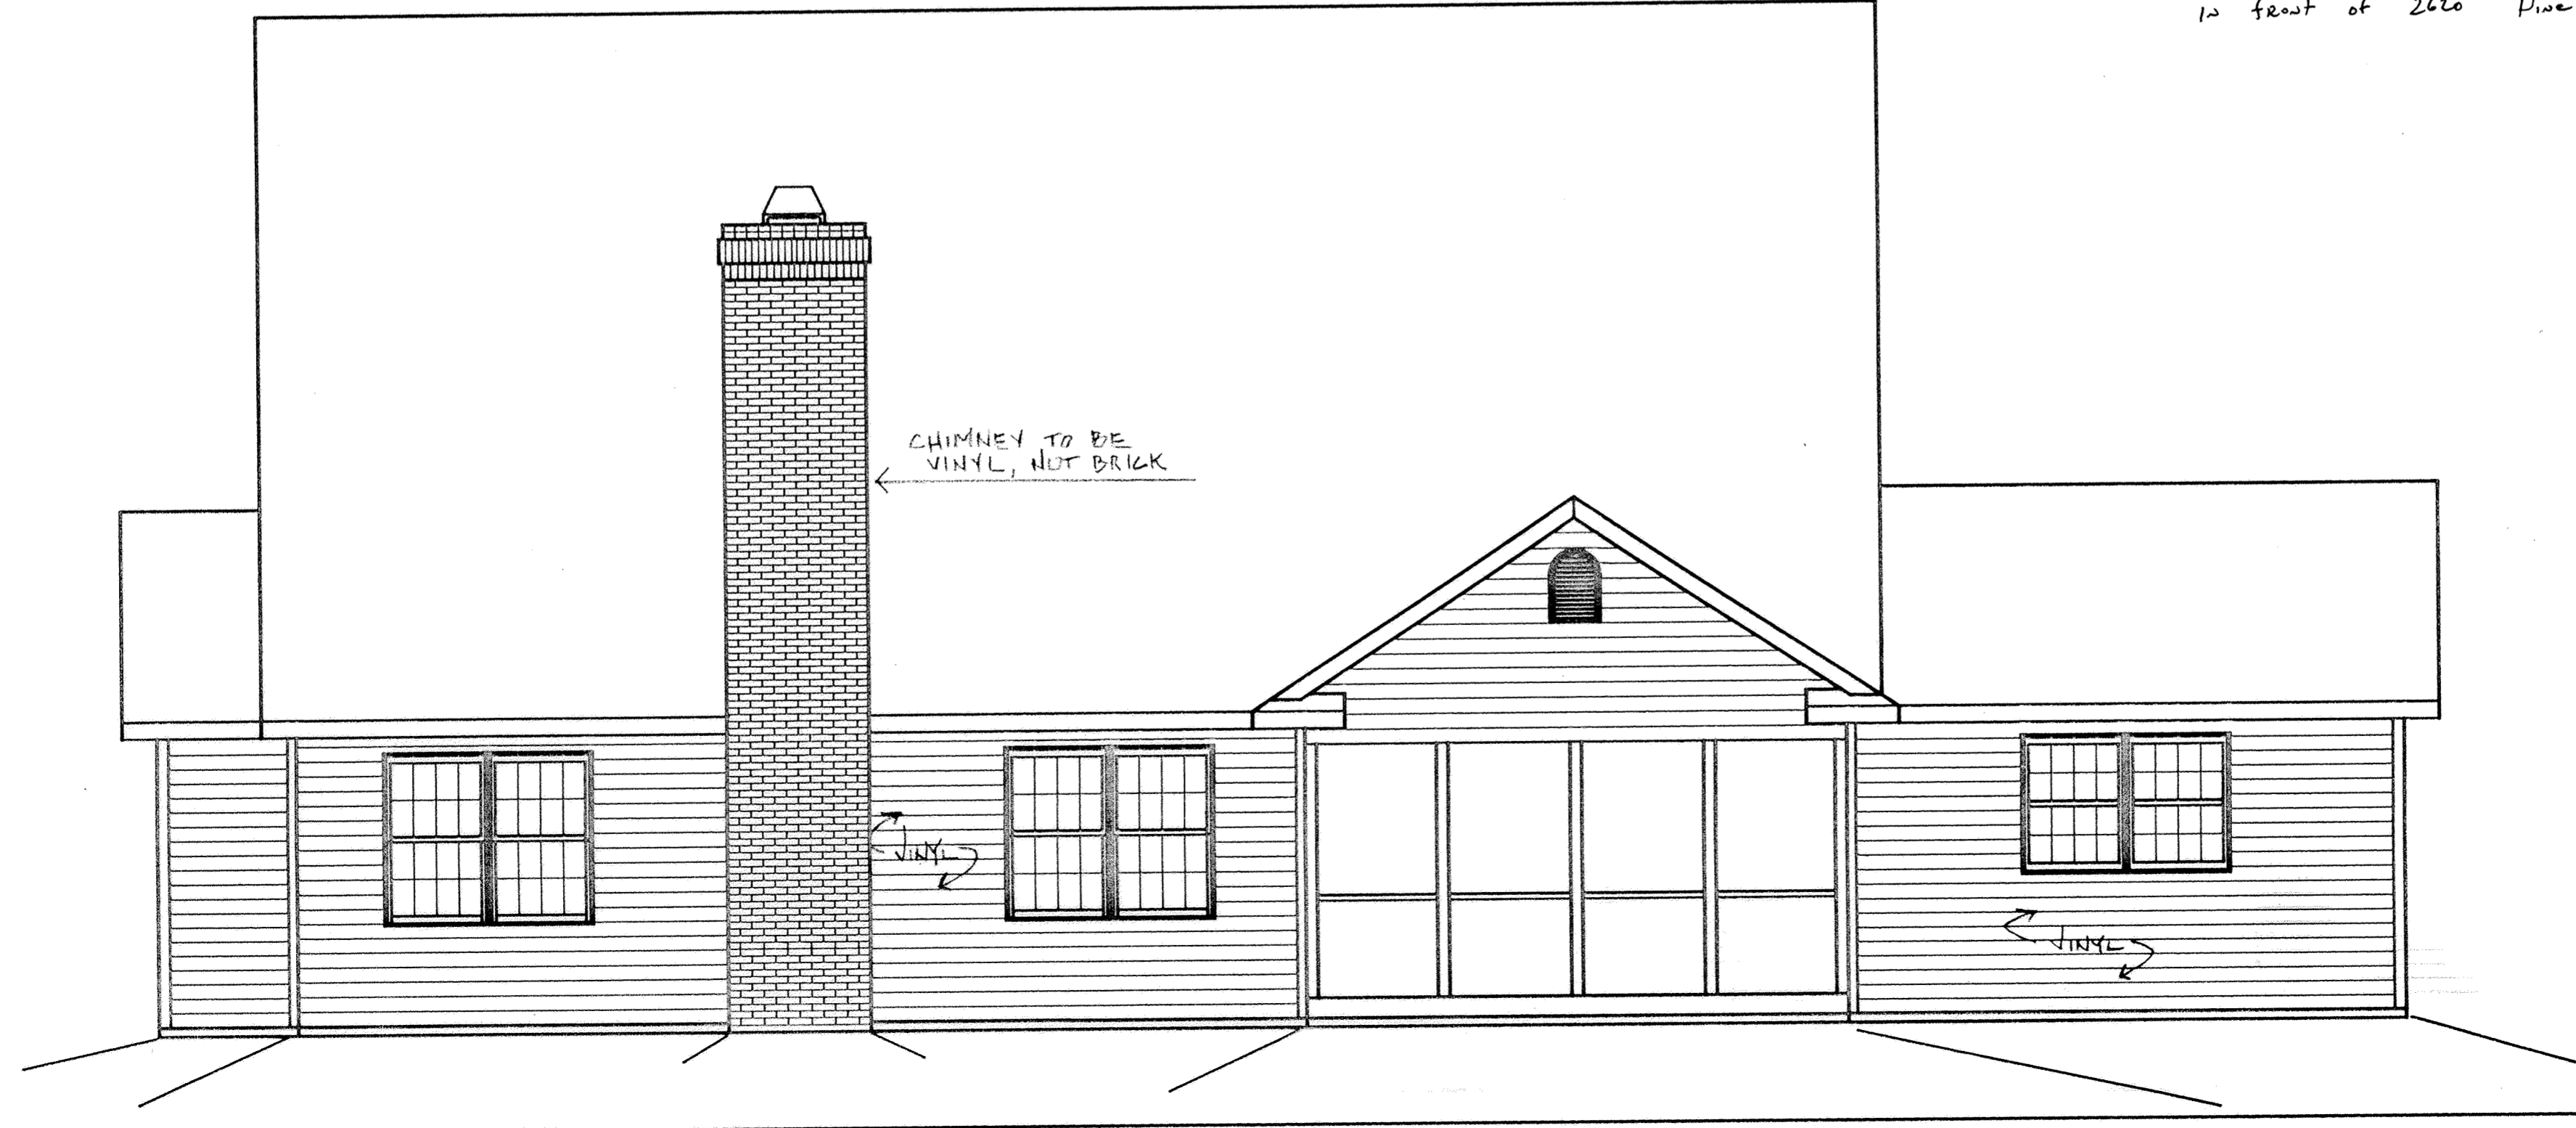 In front of 2620 Pine
CHIMNEY TO BE
VINYL, NOT BRICK
VINYL
VINYL